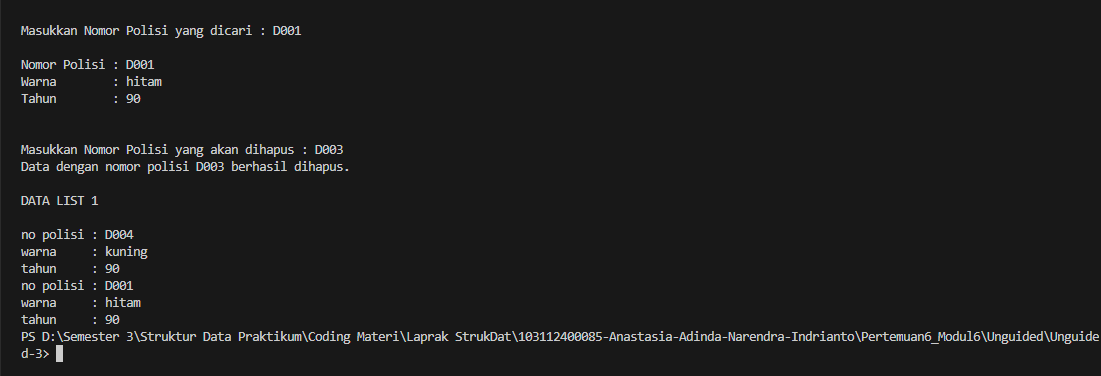 Masukkan Nomor Polisi yang dicari : D001
Nomor Polisi : D001
Warna        : hitam
Tahun        : 90
Masukkan Nomor Polisi yang akan dihapus : D003
Data dengan nomor polisi D003 berhasil dihapus.
DATA LIST 1
no polisi : D004
warna     : kuning
tahun     : 90
no polisi : D001
warna     : hitam
tahun     : 90
PS D:\Semester 3\Struktur Data Praktikum\Coding Materi\Laprak StrukDat\103112400085-Anastasia-Adinda-Narendra-Indrianto\Pertemuan6_Modul6\Unguided\Unguide
d-3>